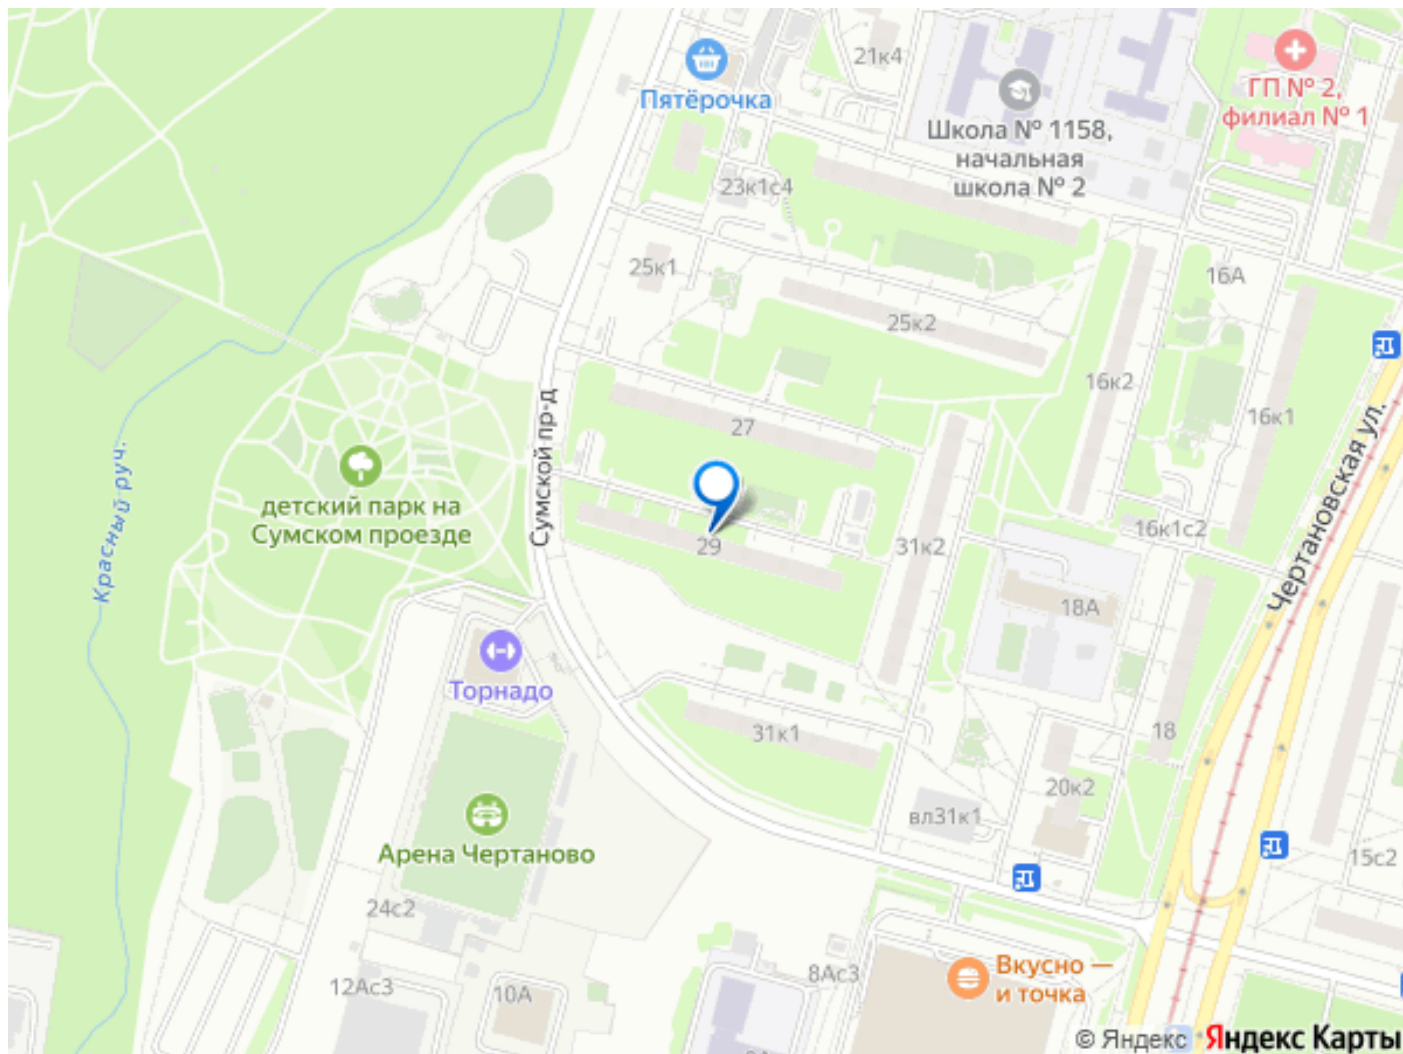 21к4
Пятёрочка
ГП № 2,
филиал № 1
Школа № 1158,
начальная
школа № 2
23к1с4
25к1
16А
25к2
16к2
16к1
Сумской пр-д
27
Чертановская ул.
Красный руч.
детский парк на
Сумском проезде
29
31к2
16к1с2
18А
Торнадо
31к1
18
20к2
вл31к1
Арена Чертаново
15с2
24с2
8Ас3
Вкусно —
и точка
12Ас3
10А
© Яндекс Яндекс Карты